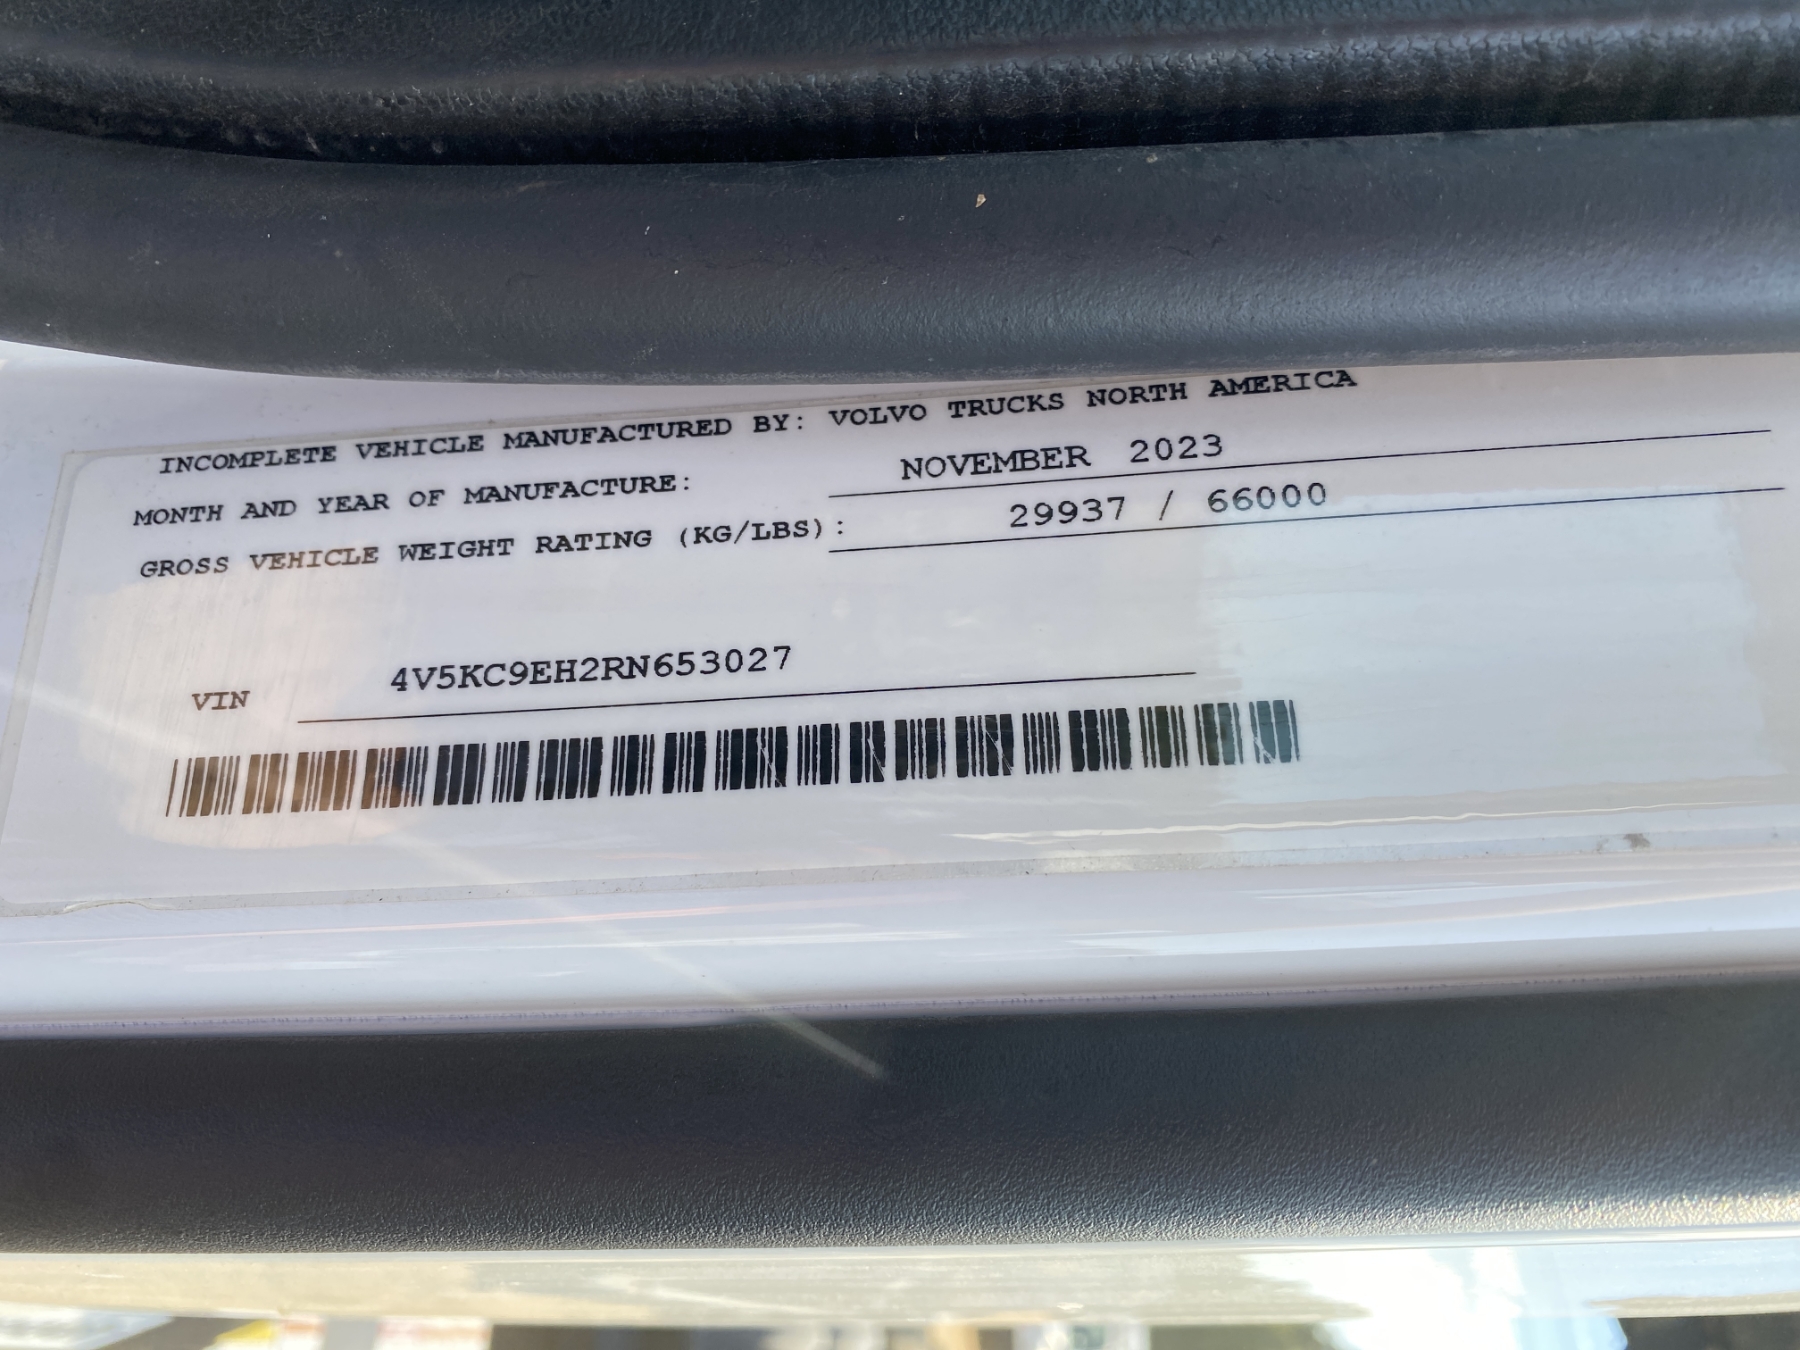 INCOMPLETE VEHICLE MANUFACTURED BY: VOLVO TRUCKS NORTH AMERICA
MONTH AND YEAR OF MANUFACTURE: NOVEMBER 2023
GROSS VEHICLE WEIGHT RATING (KG/LBS): 29937 / 66000
VIN 4V5KC9EH2RN653027